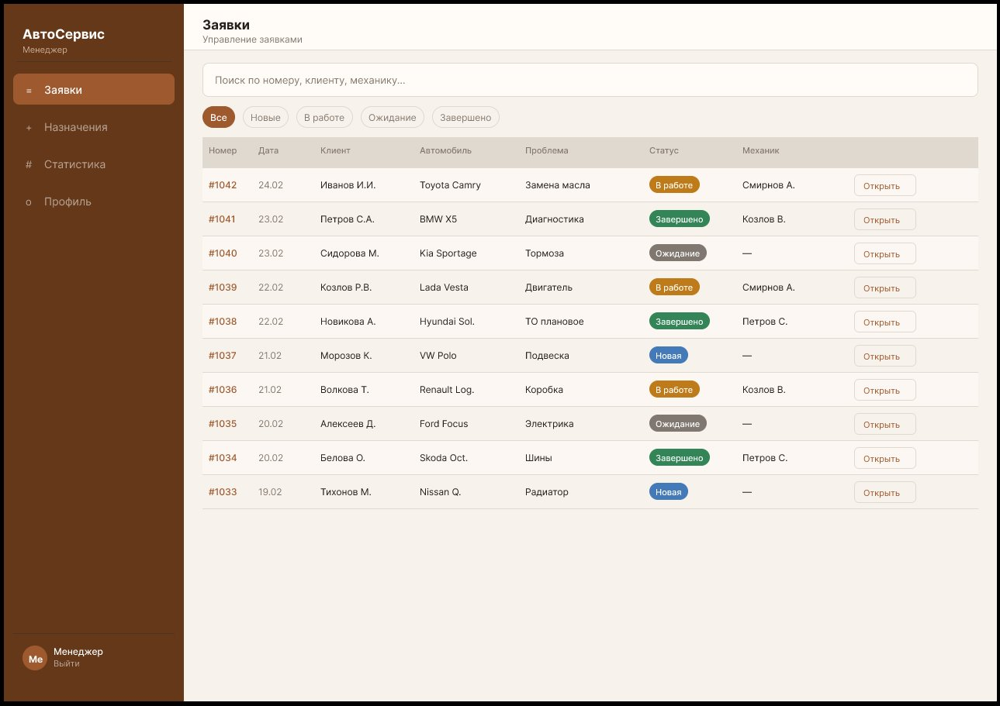 АвтоСервис
Менеджер
= Заявки
+ Назначения
# Статистика
o Профиль
Me Менеджер
Выйти
Заявки
Управление заявками
Поиск по номеру, клиенту, механику...
Все Новые В работе Ожидание Завершено
Номер Дата Клиент Автомобиль Проблема Статус Механик
#1042 24.02 Иванов И.И. Toyota Camry Замена масла В работе Смирнов А. Открыть
#1041 23.02 Петров С.А. BMW X5 Диагностика Завершено Козлов В. Открыть
#1040 23.02 Сидорова М. Kia Sportage Тормоза Ожидание — Открыть
#1039 22.02 Козлов Р.В. Lada Vesta Двигатель В работе Смирнов А. Открыть
#1038 22.02 Новикова А. Hyundai Sol. ТО плановое Завершено Петров С. Открыть
#1037 21.02 Морозов К. VW Polo Подвеска Новая — Открыть
#1036 21.02 Волкова Т. Renault Log. Коробка В работе Козлов В. Открыть
#1035 20.02 Алексеев Д. Ford Focus Электрика Ожидание — Открыть
#1034 20.02 Белова О. Skoda Oct. Шины Завершено Петров С. Открыть
#1033 19.02 Тихонов М. Nissan Q. Радиатор Новая — Открыть